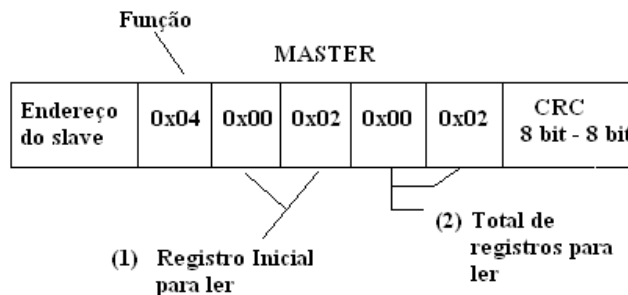 Função
MASTER
Endereço
do slave
0x04
0x00
0x02
0x00
0x02
CRC
8 bit - 8 bit
(1) Registro Inicial
para ler
(2) Total de
registros para
ler